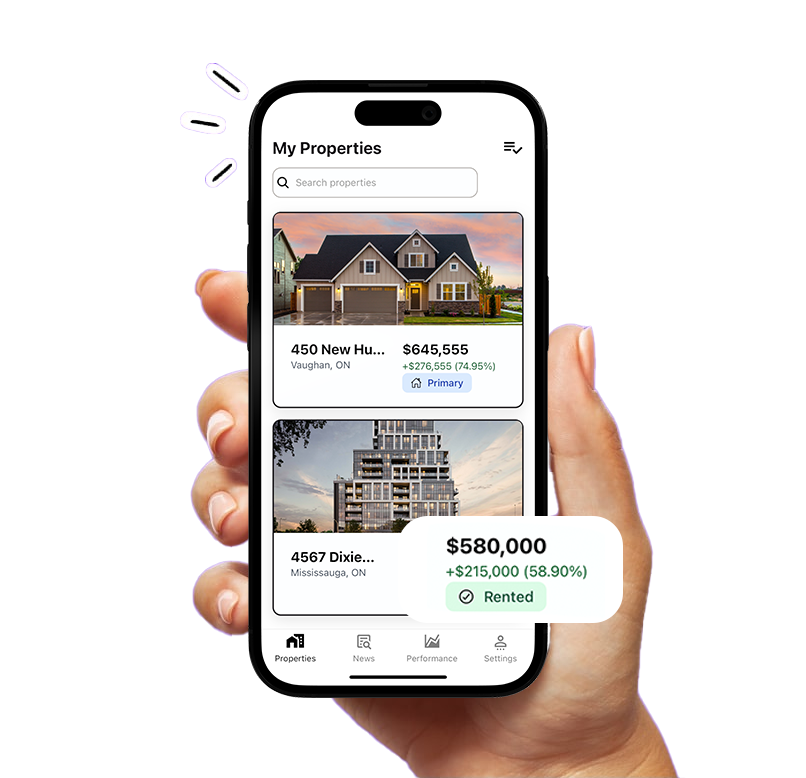 My Properties
Search properties
450 New Hu...
$645,555
Vaughan, ON
+$276,555 (74.95%)
Primary
4567 Dixie...
$580,000
Mississauga, ON
+$215,000 (58.90%)
Rented
Properties
News
Performance
Settings